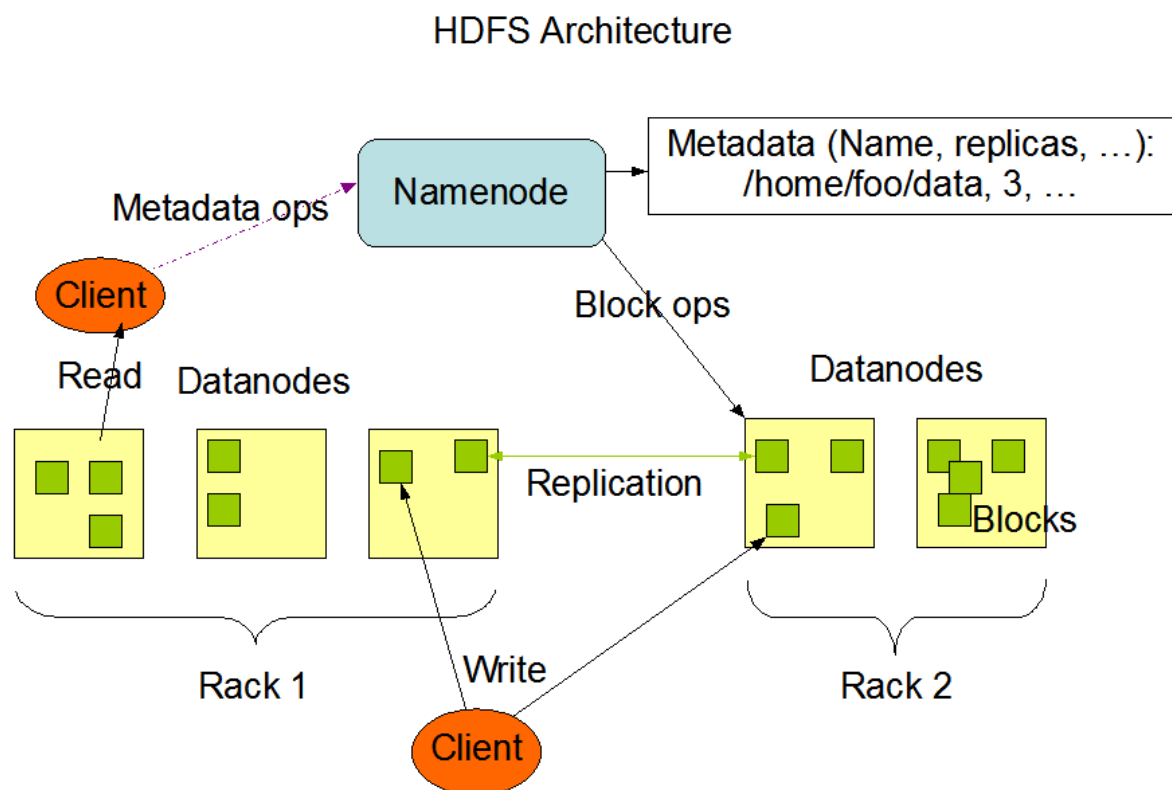 HDFS Architecture
Metadata (Name, replicas, …):
/home/foo/data, 3, …
Namenode
Metadata ops
Client
Block ops
Read
Datanodes
Datanodes
Replication
Blocks
Write
Rack 1
Rack 2
Client